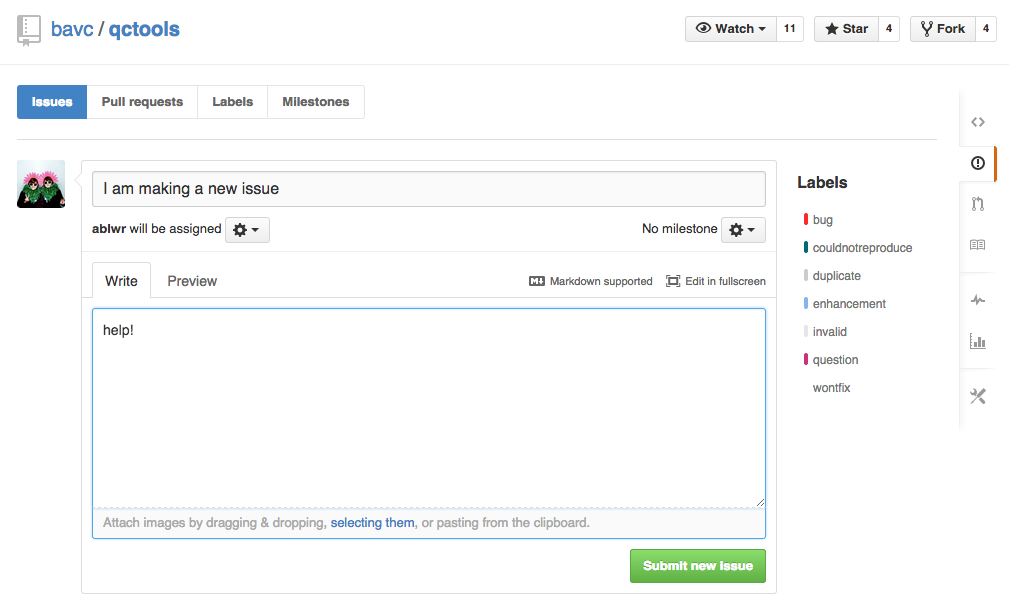 bavc / qctools
Watch 11 Star 4 Fork 4
Issues Pull requests Labels Milestones
I am making a new issue
ablwr will be assigned No milestone
Write Preview Markdown supported Edit in fullscreen
help!
Attach images by dragging & dropping, selecting them, or pasting from the clipboard.
Submit new issue
Labels
bug
couldnotreproduce
duplicate
enhancement
invalid
question
wontfix